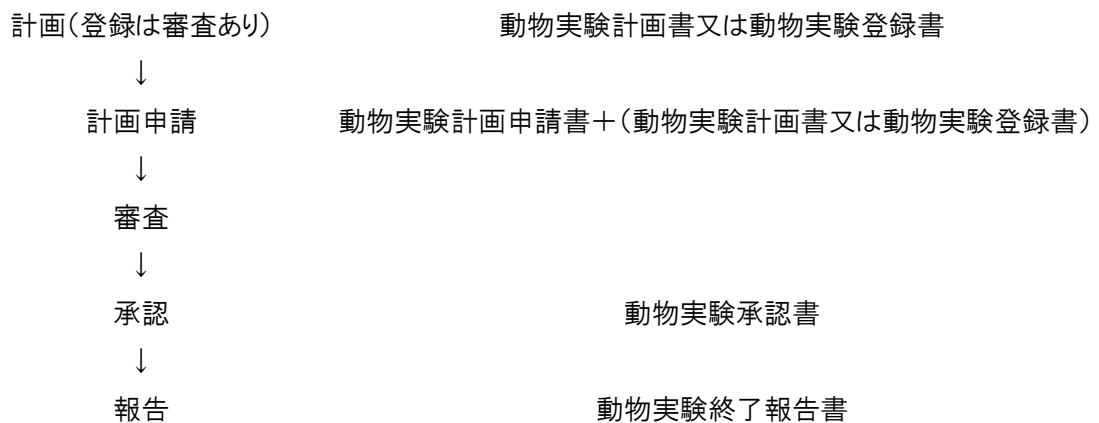 計画（登録は審査あり） 動物実験計画書又は動物実験登録書
↓
計画申請 動物実験計画申請書＋（動物実験計画書又は動物実験登録書）
↓
審査
↓
承認 動物実験承認書
↓
報告 動物実験終了報告書